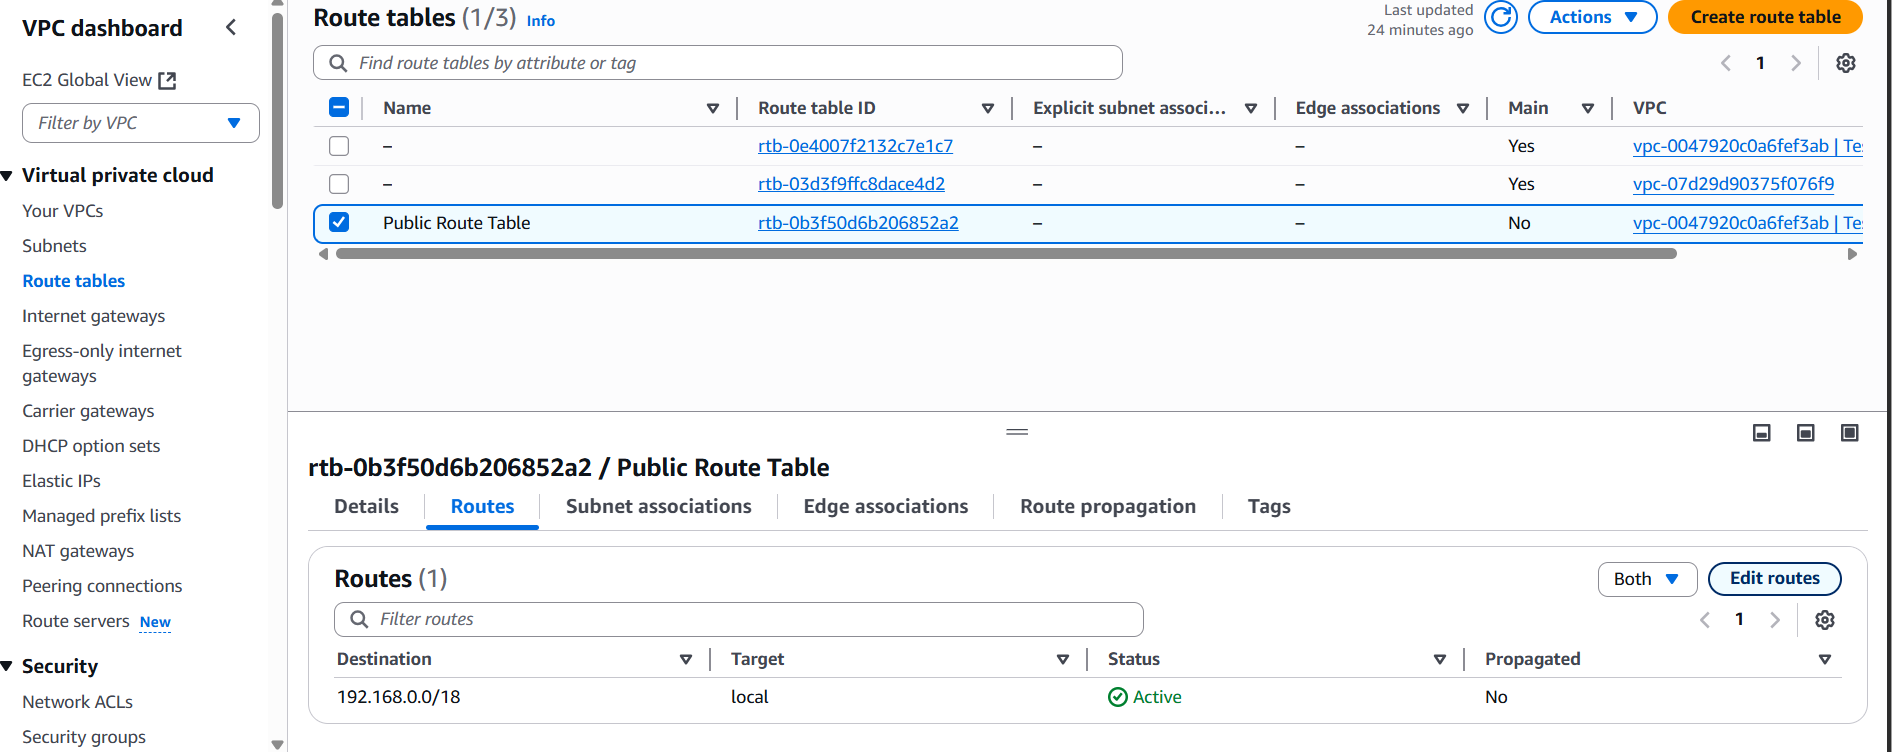 VPC dashboard
EC2 Global View
Filter by VPC
Virtual private cloud
Your VPCs
Subnets
Route tables
Internet gateways
Egress-only internet
gateways
Carrier gateways
DHCP option sets
Elastic IPs
Managed prefix lists
NAT gateways
Peering connections
Route servers New
Security
Network ACLs
Security groups
Route tables (1/3) Info
Last updated
24 minutes ago
Actions
Create route table
Find route tables by attribute or tag
1
Name Route table ID Explicit subnet associ... Edge associations Main VPC
– rtb-0e4007f2132c7e1c7 – – Yes vpc-0047920c0a6fef3ab | Te
– rtb-03d3f9ffc8dace4d2 – – Yes vpc-07d29d90375f076f9
Public Route Table rtb-0b3f50d6b206852a2 – – No vpc-0047920c0a6fef3ab | Te
rtb-0b3f50d6b206852a2 / Public Route Table
Details Routes Subnet associations Edge associations Route propagation Tags
Routes (1)
Both
Edit routes
Filter routes
1
Destination Target Status Propagated
192.168.0.0/18 local Active No